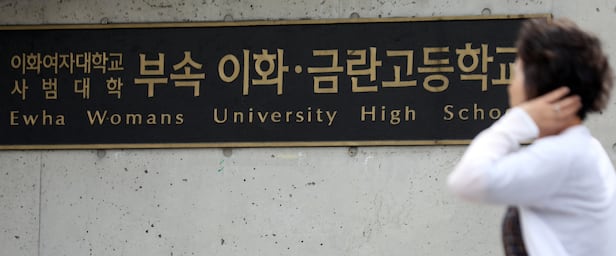 이화여자대학교
사범대학
부속 이화·금란고등학교
Ewha Womans University High Schoo